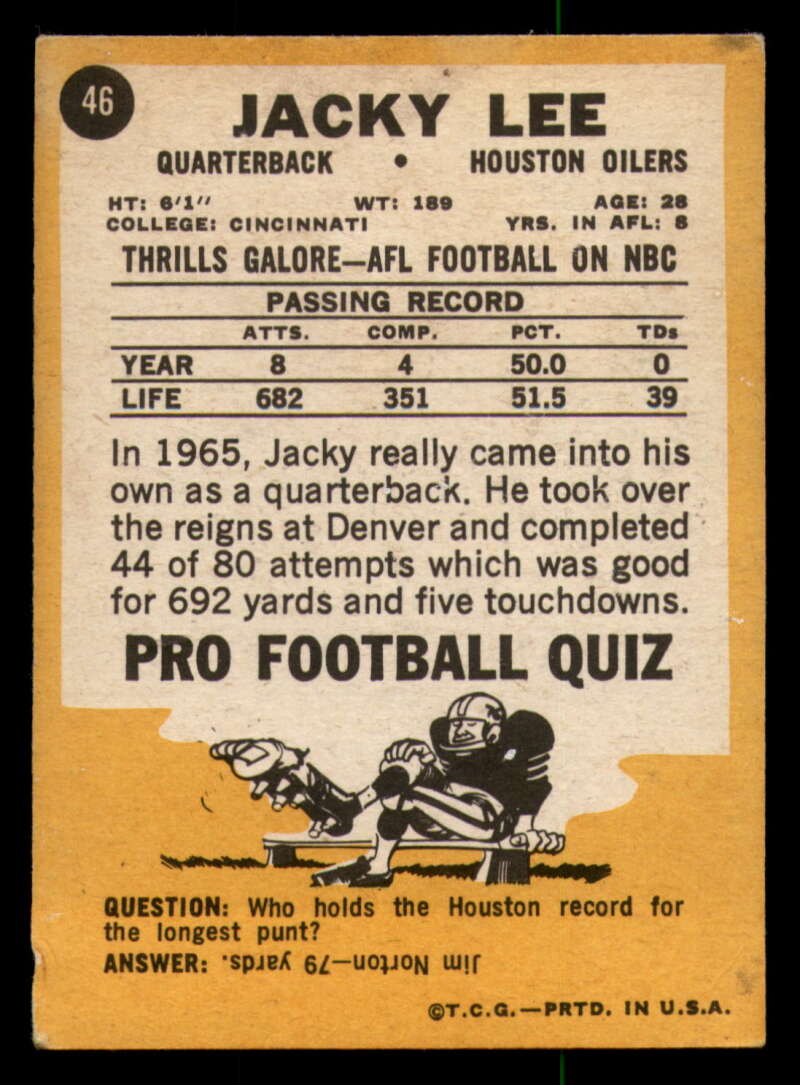 46
JACKY LEE
QUARTERBACK • HOUSTON OILERS
HT: 6'1" WT: 189 AGE: 28
COLLEGE: CINCINNATI YRS. IN AFL: 8
THRILLS GALORE—AFL FOOTBALL ON NBC
PASSING RECORD
ATTS. COMP. PCT. TDs
YEAR 8 4 50.0 0
LIFE 682 351 51.5 39
In 1965, Jacky really came into his
own as a quarterback. He took over
the reigns at Denver and completed
44 of 80 attempts which was good
for 692 yards and five touchdowns.
PRO FOOTBALL QUIZ
QUESTION: Who holds the Houston record for
the longest punt?
ANSWER: Jim Norton—79 yards.
©T.C.G.—PRTD. IN U.S.A.